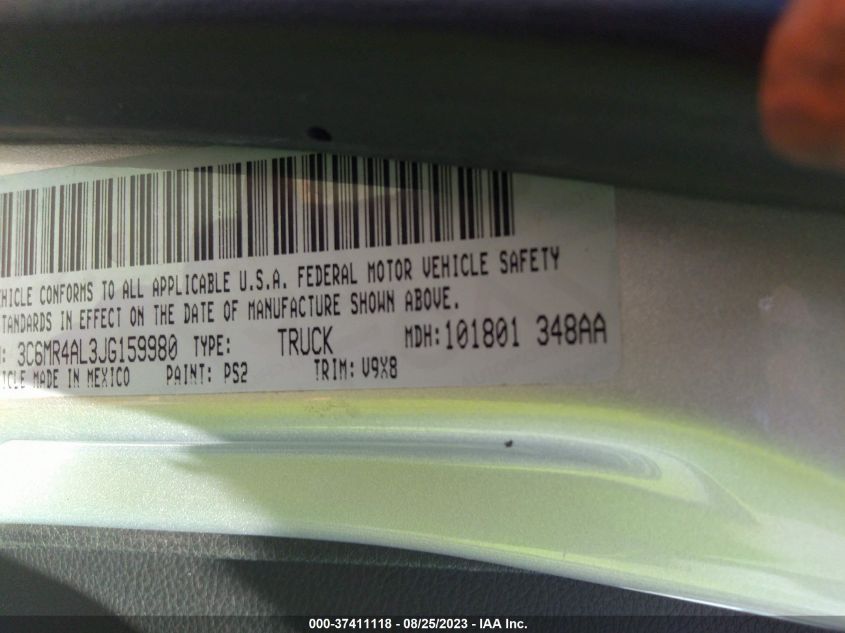 EHICLE CONFORMS TO ALL APPLICABLE U.S.A. FEDERAL MOTOR VEHICLE SAFETY
TANDARDS IN EFFECT ON THE DATE OF MANUFACTURE SHOWN ABOVE.
: 3C6MR4AL3JG159980 TYPE: TRUCK MDH: 101801 348AA
ICLE MADE IN MEXICO PAINT: PS2 TRIM: V9X8
000-37411118 - 08/25/2023 - IAA Inc.